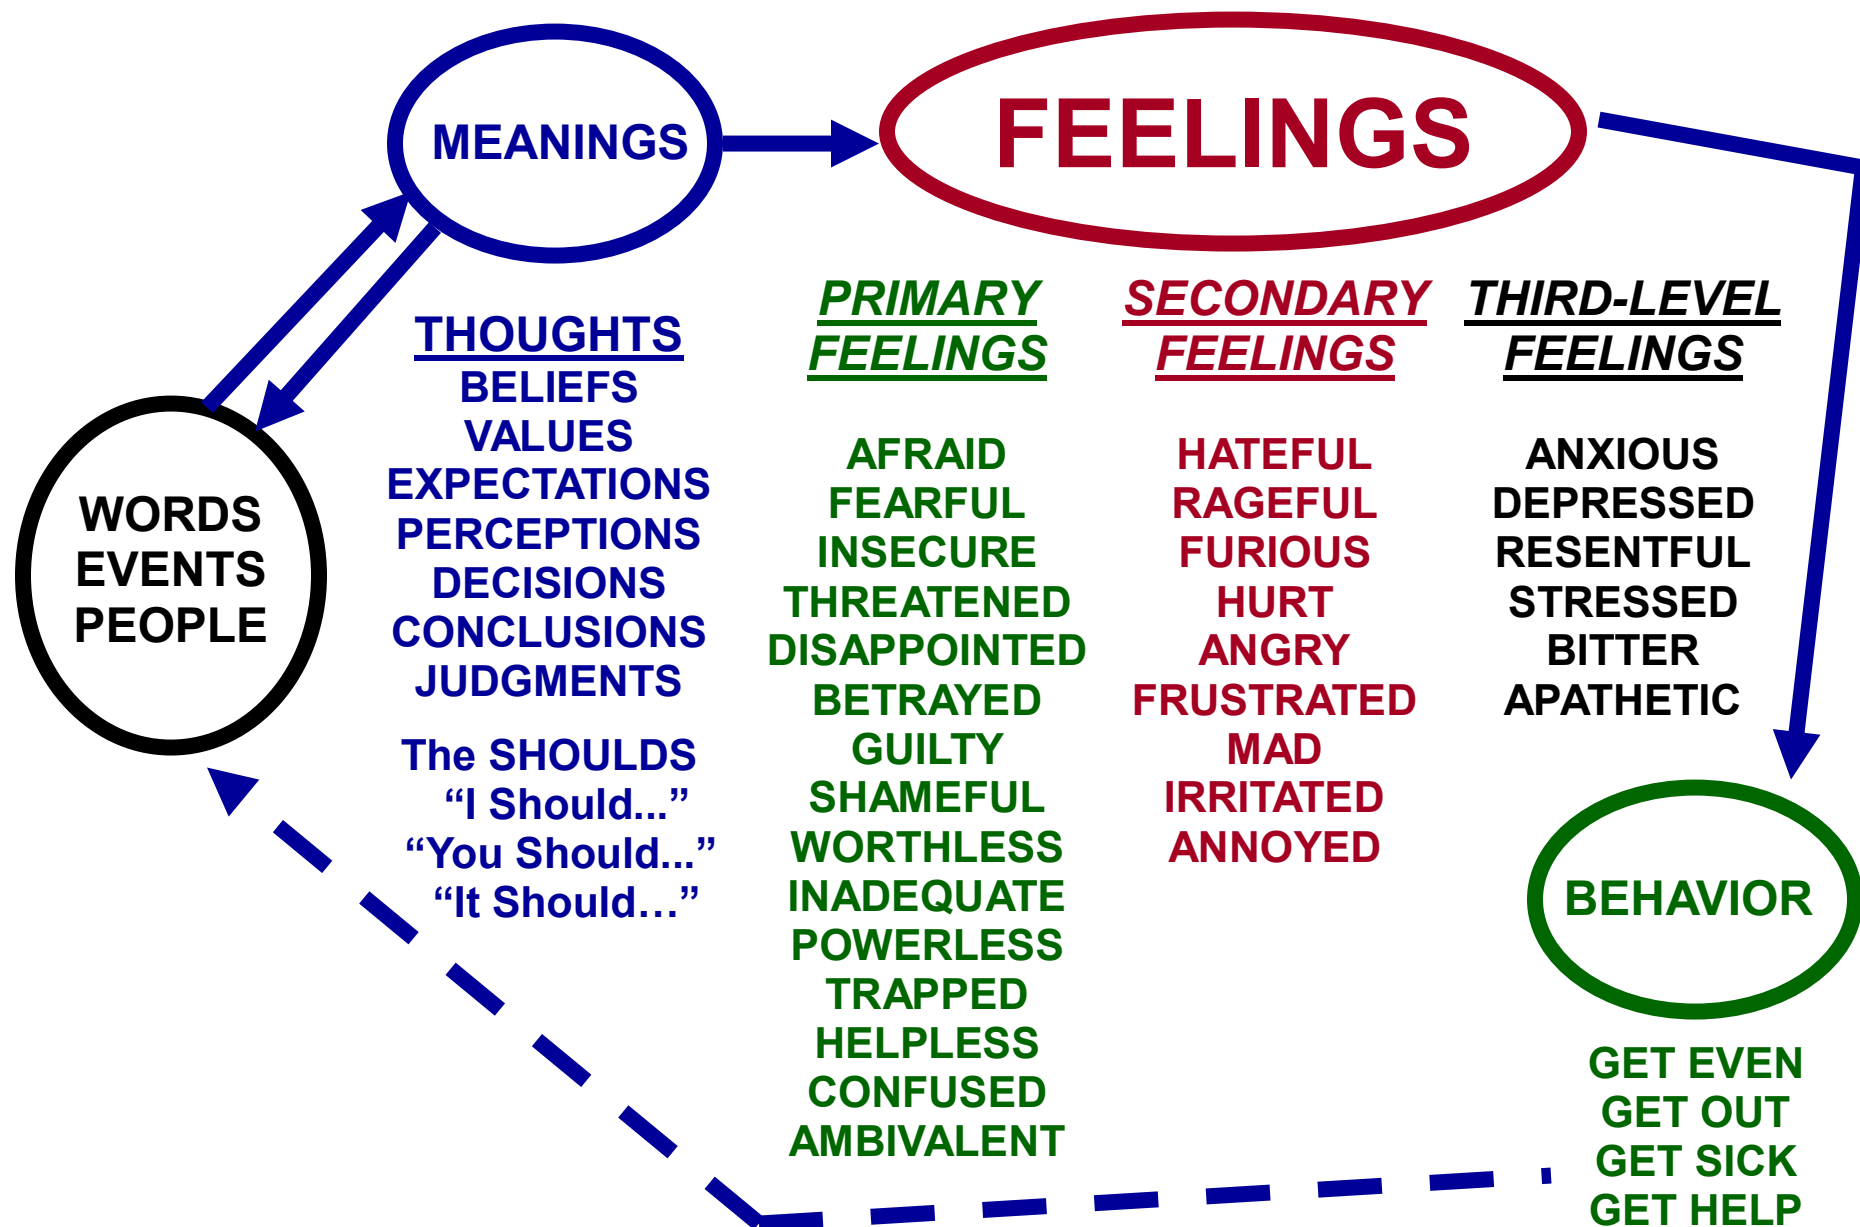 MEANINGS
FEELINGS
WORDS
EVENTS
PEOPLE
THOUGHTS
BELIEFS
VALUES
EXPECTATIONS
PERCEPTIONS
DECISIONS
CONCLUSIONS
JUDGMENTS
The SHOULDS
“I Should...”
“You Should...”
“It Should…”
PRIMARY
FEELINGS
AFRAID
FEARFUL
INSECURE
THREATENED
DISAPPOINTED
BETRAYED
GUILTY
SHAMEFUL
WORTHLESS
INADEQUATE
POWERLESS
TRAPPED
HELPLESS
CONFUSED
AMBIVALENT
SECONDARY
FEELINGS
HATEFUL
RAGEFUL
FURIOUS
HURT
ANGRY
FRUSTRATED
MAD
IRRITATED
ANNOYED
THIRD-LEVEL
FEELINGS
ANXIOUS
DEPRESSED
RESENTFUL
STRESSED
BITTER
APATHETIC
BEHAVIOR
GET EVEN
GET OUT
GET SICK
GET HELP